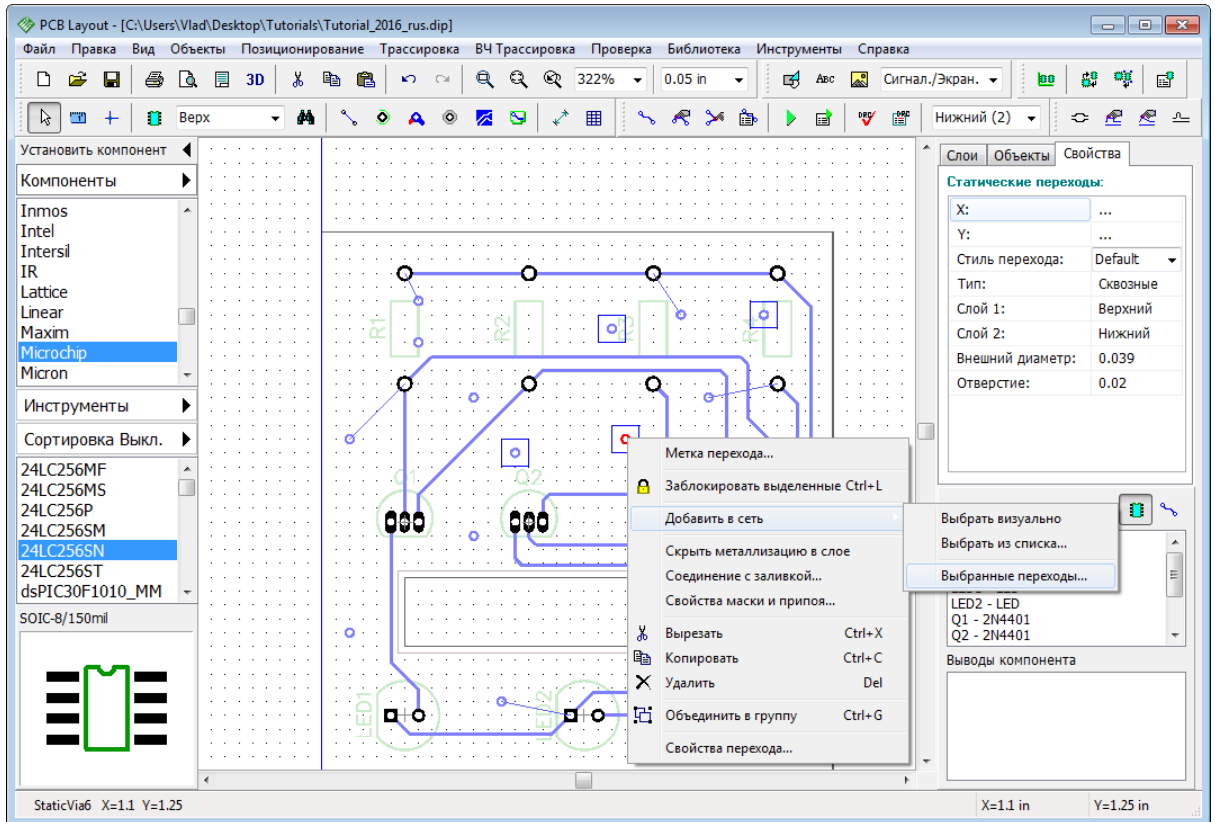 PCB Layout - [C:\Users\Vlad\Desktop\Tutorials\Tutorial_2016_rus.dip]
Файл Правка Вид Объекты Позиционирование Трассировка ВЧ Трассировка Проверка Библиотека Инструменты Справка
3D 322% 0.05 in ABC Сигнал./Экран.
Верх DRC DRC Нижний (2)
Установить компонент
Компоненты
Inmos
Intel
Intersil
IR
Lattice
Linear
Maxim
Microchip
Micron
Инструменты
Сортировка Выкл.
24LC256MF
24LC256MS
24LC256P
24LC256SM
24LC256SN
24LC256ST
dsPIC30F1010_MM
SOIC-8/150mil
R1
R2
R3
R4
Q1
Q2
LED1
LED2
Метка перехода...
Заблокировать выделенные Ctrl+L
Добавить в сеть
Скрыть металлизацию в слое
Соединение с заливкой...
Свойства маски и припоя...
Вырезать Ctrl+X
Копировать Ctrl+C
Удалить Del
Объединить в группу Ctrl+G
Свойства перехода...
Выбрать визуально
Выбрать из списка...
Выбранные переходы...
Слои Объекты Свойства
Статические переходы:
X: ...
Y: ...
Стиль перехода: Default
Тип: Сквозные
Слой 1: Верхний
Слой 2: Нижний
Внешний диаметр: 0.039
Отверстие: 0.02
LED2 - LED
Q1 - 2N4401
Q2 - 2N4401
Выводы компонента
StaticVia6 X=1.1 Y=1.25
X=1.1 in Y=1.25 in